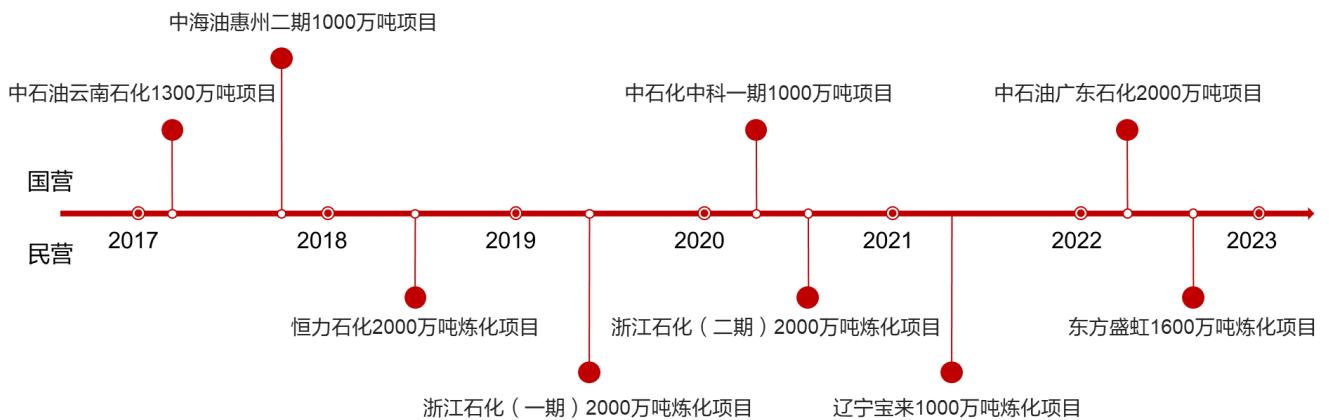 中海油惠州二期1000万吨项目
中石油云南石化1300万吨项目
中石化中科一期1000万吨项目
中石油广东石化2000万吨项目
国营
2017
2018
2019
2020
2021
2022
2023
民营
恒力石化2000万吨炼化项目
浙江石化（二期）2000万吨炼化项目
东方盛虹1600万吨炼化项目
浙江石化（一期）2000万吨炼化项目
辽宁宝来1000万吨炼化项目